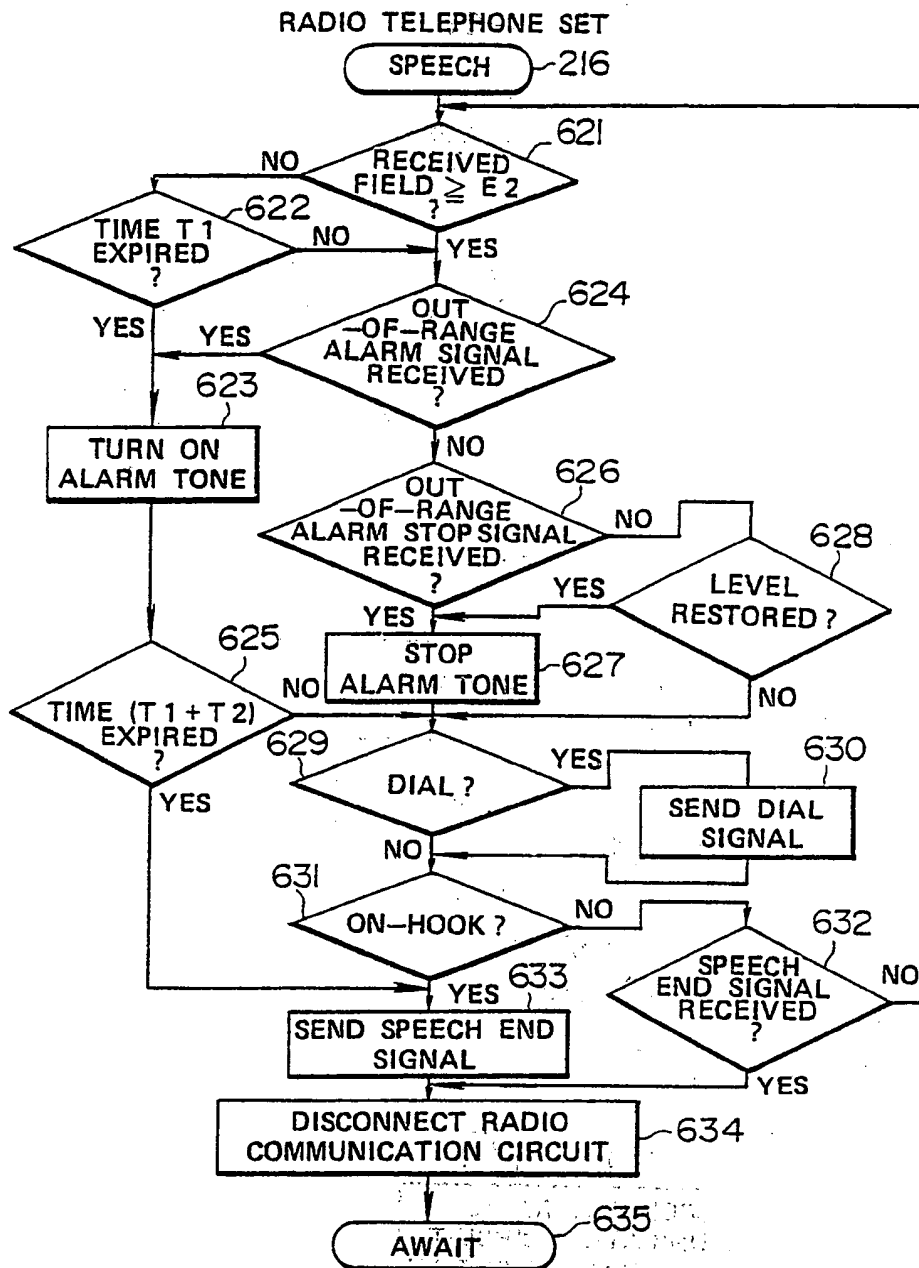 RADIO TELEPHONE SET
SPEECH
216
621
RECEIVED
FIELD ≧ E2
?
NO
YES
622
TIME T1
EXPIRED
?
NO
YES
624
OUT
-OF-RANGE
ALARM SIGNAL
RECEIVED
?
YES
NO
623
TURN ON
ALARM TONE
626
OUT
-OF-RANGE
ALARM STOP SIGNAL
RECEIVED
?
NO
YES
628
LEVEL
RESTORED ?
YES
NO
STOP
ALARM TONE
627
625
TIME (T1+T2)
EXPIRED
?
NO
YES
629
DIAL ?
YES
NO
630
SEND DIAL
SIGNAL
631
ON-HOOK ?
NO
YES
632
SPEECH
END SIGNAL
RECEIVED
?
NO
YES
633
SEND SPEECH END
SIGNAL
DISCONNECT RADIO
COMMUNICATION CIRCUIT
634
AWAIT
635